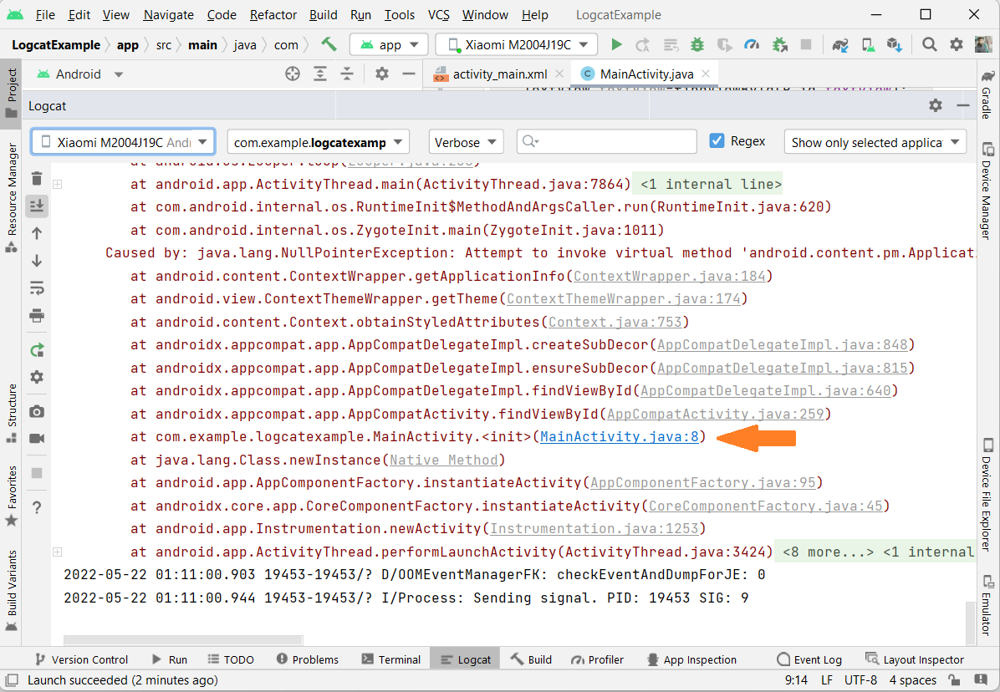 File Edit View Navigate Code Refactor Build Run Tools VCS Window Help LogcatExample
LogcatExample app src main java com app Xiaomi M2004J19C
Project
Android
activity_main.xml
MainActivity.java
Gradle
Logcat
Xiaomi M2004J19C Andr
com.example.logcatexamp
Verbose
Regex
Show only selected applica
Resource Manager
Device Manager
at android.os.Looper.loop(Looper.java:288)
at android.app.ActivityThread.main(ActivityThread.java:7864) <1 internal line>
at com.android.internal.os.RuntimeInit$MethodAndArgsCaller.run(RuntimeInit.java:620)
at com.android.internal.os.ZygoteInit.main(ZygoteInit.java:1011)
Caused by: java.lang.NullPointerException: Attempt to invoke virtual method 'android.content.pm.Applicati
at android.content.ContextWrapper.getApplicationInfo(ContextWrapper.java:184)
at android.view.ContextThemeWrapper.getTheme(ContextThemeWrapper.java:174)
at android.content.Context.obtainStyledAttributes(Context.java:753)
at androidx.appcompat.app.AppCompatDelegateImpl.createSubDecor(AppCompatDelegateImpl.java:848)
at androidx.appcompat.app.AppCompatDelegateImpl.ensureSubDecor(AppCompatDelegateImpl.java:815)
at androidx.appcompat.app.AppCompatDelegateImpl.findViewById(AppCompatDelegateImpl.java:640)
at androidx.appcompat.app.AppCompatActivity.findViewById(AppCompatActivity.java:259)
at com.example.logcatexample.MainActivity.<init>(MainActivity.java:8)
at java.lang.Class.newInstance(Native Method)
at android.app.AppComponentFactory.instantiateActivity(AppComponentFactory.java:95)
at androidx.core.app.CoreComponentFactory.instantiateActivity(CoreComponentFactory.java:45)
at android.app.Instrumentation.newActivity(Instrumentation.java:1253)
at android.app.ActivityThread.performLaunchActivity(ActivityThread.java:3424) <8 more...> <1 internal
2022-05-22 01:11:00.903 19453-19453/? D/OOMEventManagerFK: checkEventAndDumpForJE: 0
2022-05-22 01:11:00.944 19453-19453/? I/Process: Sending signal. PID: 19453 SIG: 9
Structure
Favorites
Build Variants
Device File Explorer
Emulator
Version Control Run TODO Problems Terminal Logcat Build Profiler App Inspection Event Log Layout Inspector
Launch succeeded (2 minutes ago) 9:14 LF UTF-8 4 spaces